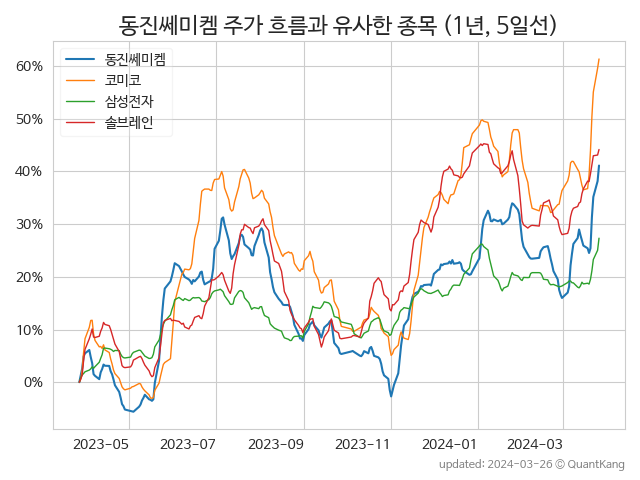 동진쎄미켐 주가 흐름과 유사한 종목 (1년, 5일선)
동진쎄미켐
코미코
삼성전자
솔브레인
60%
50%
40%
30%
20%
10%
0%
2023-05 2023-07 2023-09 2023-11 2024-01 2024-03
updated: 2024-03-26 © QuantKang